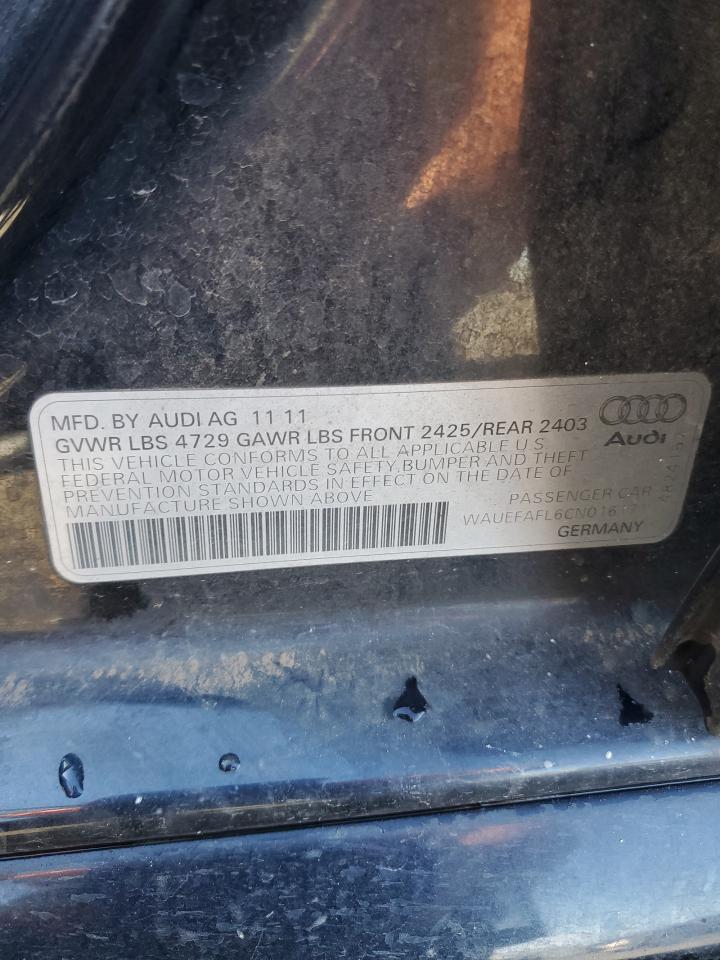 MFD. BY AUDI AG 11 11
GVWR LBS 4729 GAWR LBS FRONT 2425/REAR 2403
THIS VEHICLE CONFORMS TO ALL APPLICABLE U S
FEDERAL MOTOR VEHICLE SAFETY, BUMPER AND THEFT
PREVENTION STANDARDS IN EFFECT ON THE DATE OF
MANUFACTURE SHOWN ABOVE
Audi
PASSENGER CAR
GERMANY